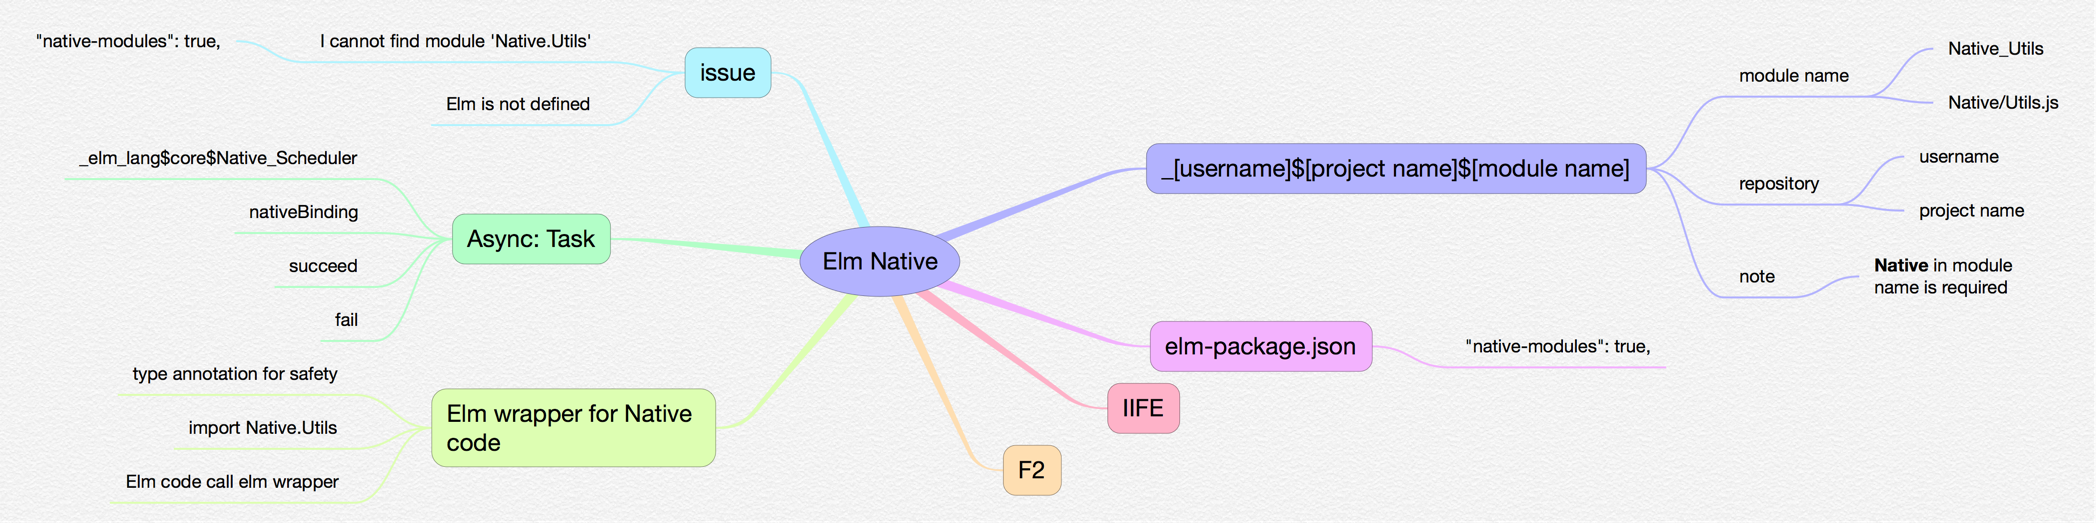 Elm Native
_[username]$[project name]$[module name]
module name
Native_Utils
Native/Utils.js
repository
username
project name
note
Native in module
name is required
elm-package.json
"native-modules": true,
IIFE
F2
Elm wrapper for Native
code
type annotation for safety
import Native.Utils
Elm code call elm wrapper
Async: Task
_elm_lang$core$Native_Scheduler
nativeBinding
succeed
fail
issue
I cannot find module 'Native.Utils'
"native-modules": true,
Elm is not defined